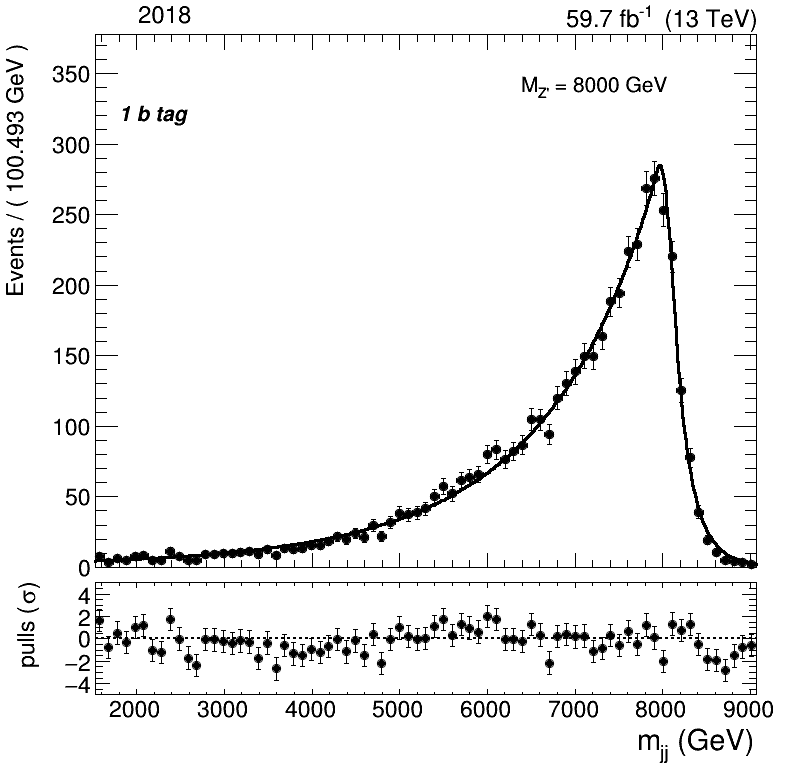 2018 59.7 fb⁻¹ (13 TeV)
Events / ( 100.493 GeV )
350
300
250
200
150
100
50
0
M_Z' = 8000 GeV
1 b tag
pulls (σ)
4
2
0
−2
−4
2000 3000 4000 5000 6000 7000 8000 9000
m_jj (GeV)